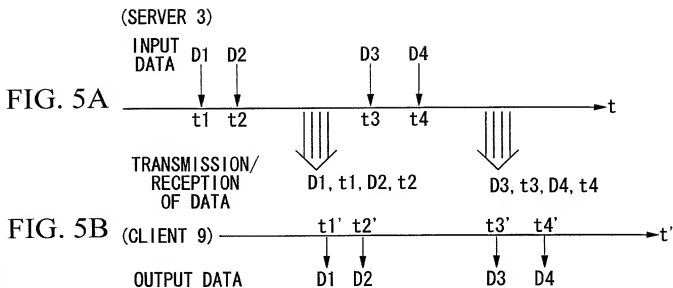 (SERVER 3)
INPUT DATA D1 D2 D3 D4
FIG. 5A
t
t1 t2 t3 t4
TRANSMISSION/
RECEPTION
OF DATA
D1, t1, D2, t2
D3, t3, D4, t4
FIG. 5B
(CLIENT 9)
t1' t2' t3' t4'
t'
OUTPUT DATA D1 D2 D3 D4